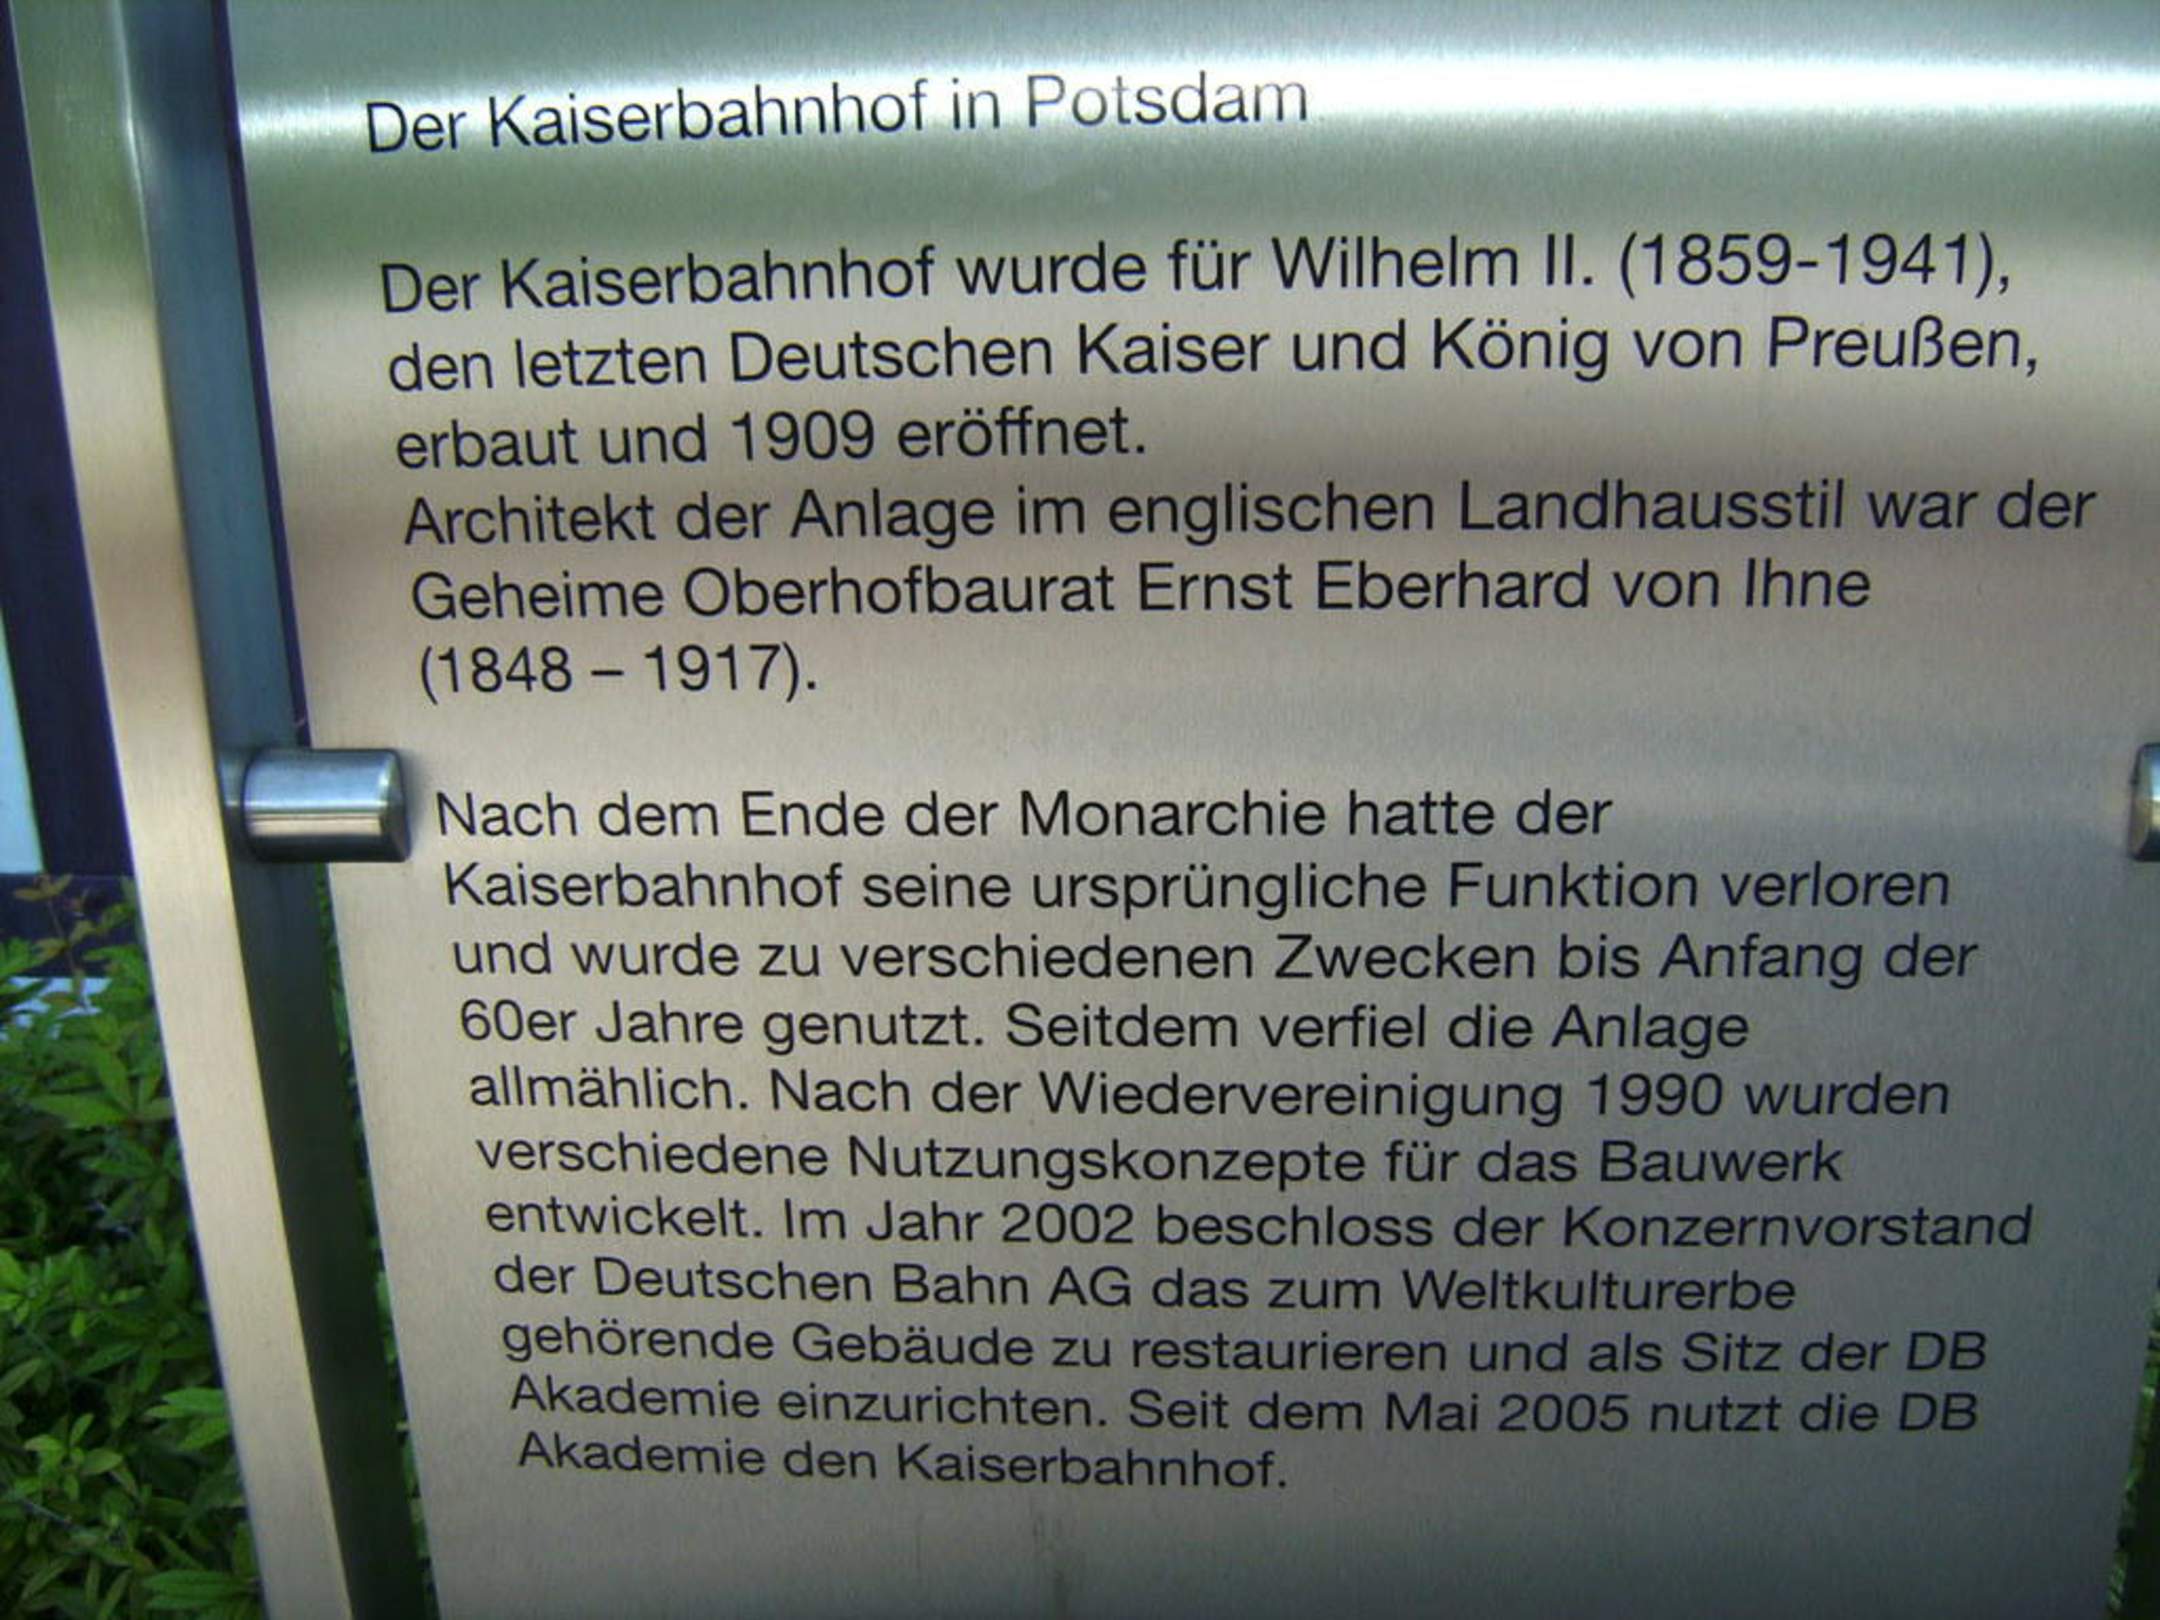 Der Kaiserbahnhof in Potsdam
Der Kaiserbahnhof wurde für Wilhelm II. (1859-1941),
den letzten Deutschen Kaiser und König von Preußen,
erbaut und 1909 eröffnet.
Architekt der Anlage im englischen Landhausstil war der
Geheime Oberhofbaurat Ernst Eberhard von Ihne
(1848 – 1917).
Nach dem Ende der Monarchie hatte der
Kaiserbahnhof seine ursprüngliche Funktion verloren
und wurde zu verschiedenen Zwecken bis Anfang der
60er Jahre genutzt. Seitdem verfiel die Anlage
allmählich. Nach der Wiedervereinigung 1990 wurden
verschiedene Nutzungskonzepte für das Bauwerk
entwickelt. Im Jahr 2002 beschloss der Konzernvorstand
der Deutschen Bahn AG das zum Weltkulturerbe
gehörende Gebäude zu restaurieren und als Sitz der DB
Akademie einzurichten. Seit dem Mai 2005 nutzt die DB
Akademie den Kaiserbahnhof.